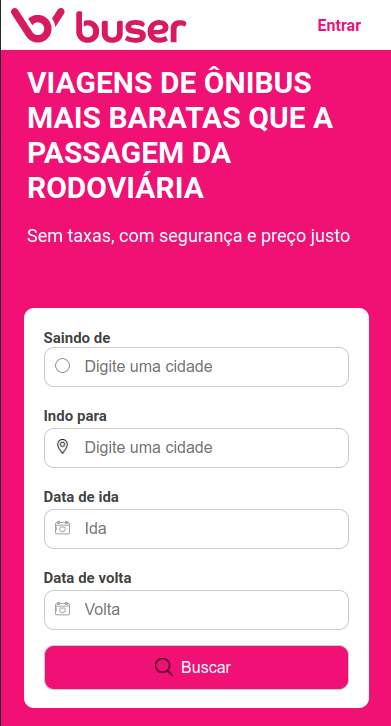 buser
Entrar
VIAGENS DE ÔNIBUS
MAIS BARATAS QUE A
PASSAGEM DA
RODOVIÁRIA
Sem taxas, com segurança e preço justo
Saindo de
Digite uma cidade
Indo para
Digite uma cidade
Data de ida
Ida
Data de volta
Volta
Buscar